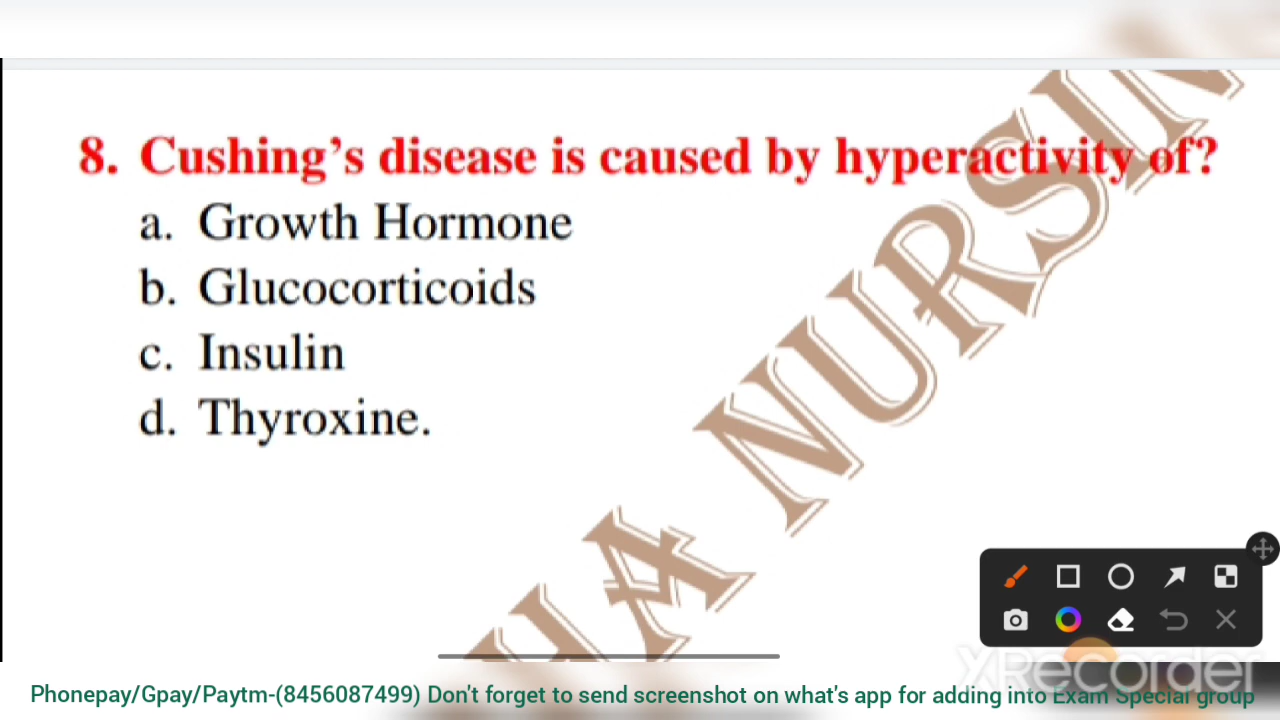 8. Cushing's disease is caused by hyperactivity of?
a. Growth Hormone
b. Glucocorticoids
c. Insulin
d. Thyroxine.
HA NURSIN
XRecorder
Phonepay/Gpay/Paytm-(8456087499) Don't forget to send screenshot on what's app for adding into Exam Special group